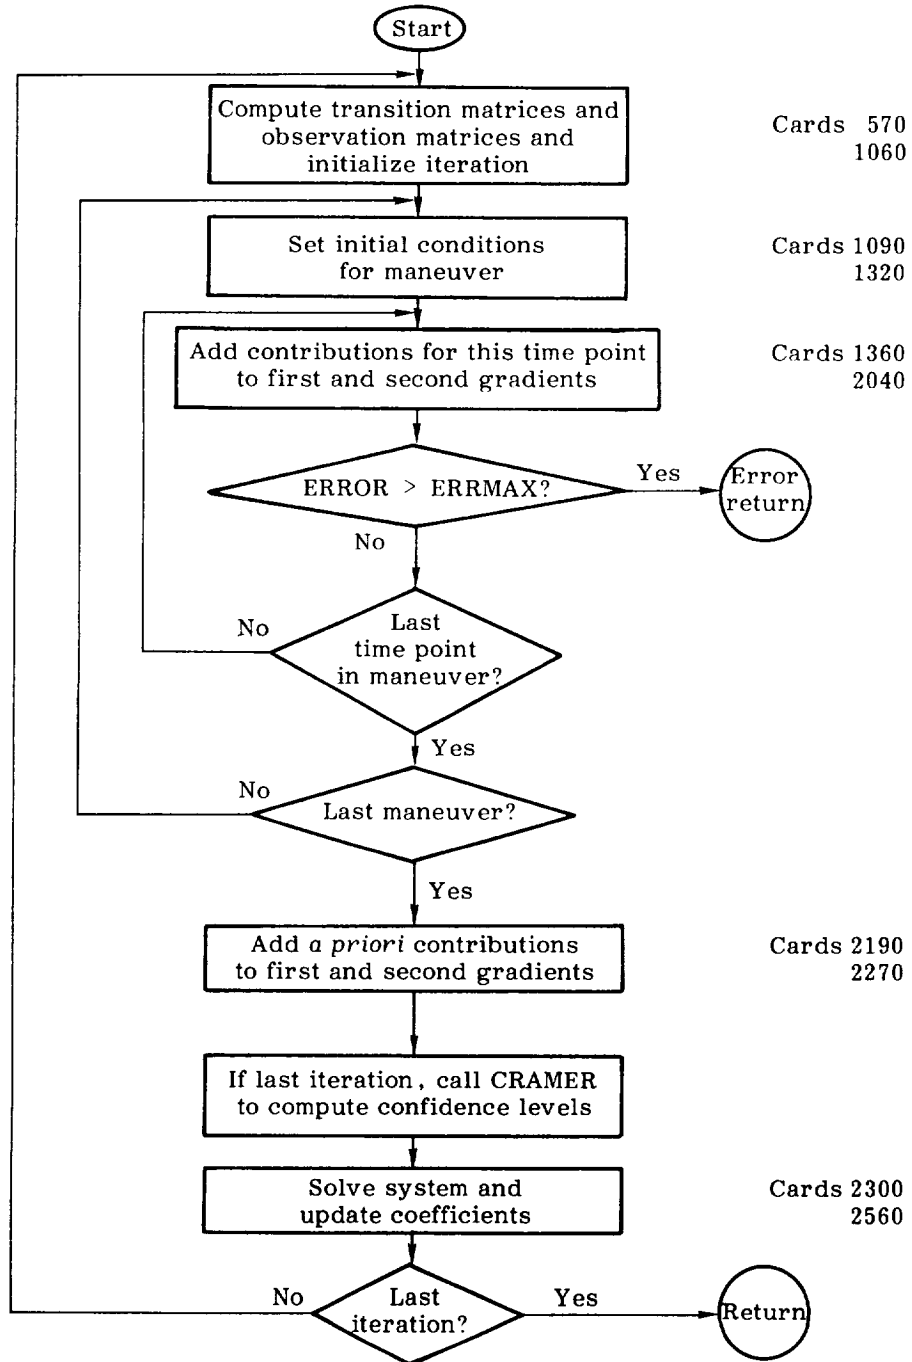 Start
Compute transition matrices and
observation matrices and
initialize iteration
Cards 570
1060
Set initial conditions
for maneuver
Cards 1090
1320
Add contributions for this time point
to first and second gradients
Cards 1360
2040
ERROR > ERRMAX?
Yes
Error
return
No
Last
time point
in maneuver?
No
Yes
Last maneuver?
No
Yes
Add a priori contributions
to first and second gradients
Cards 2190
2270
If last iteration, call CRAMER
to compute confidence levels
Solve system and
update coefficients
Cards 2300
2560
No
Last
iteration?
Yes
Return